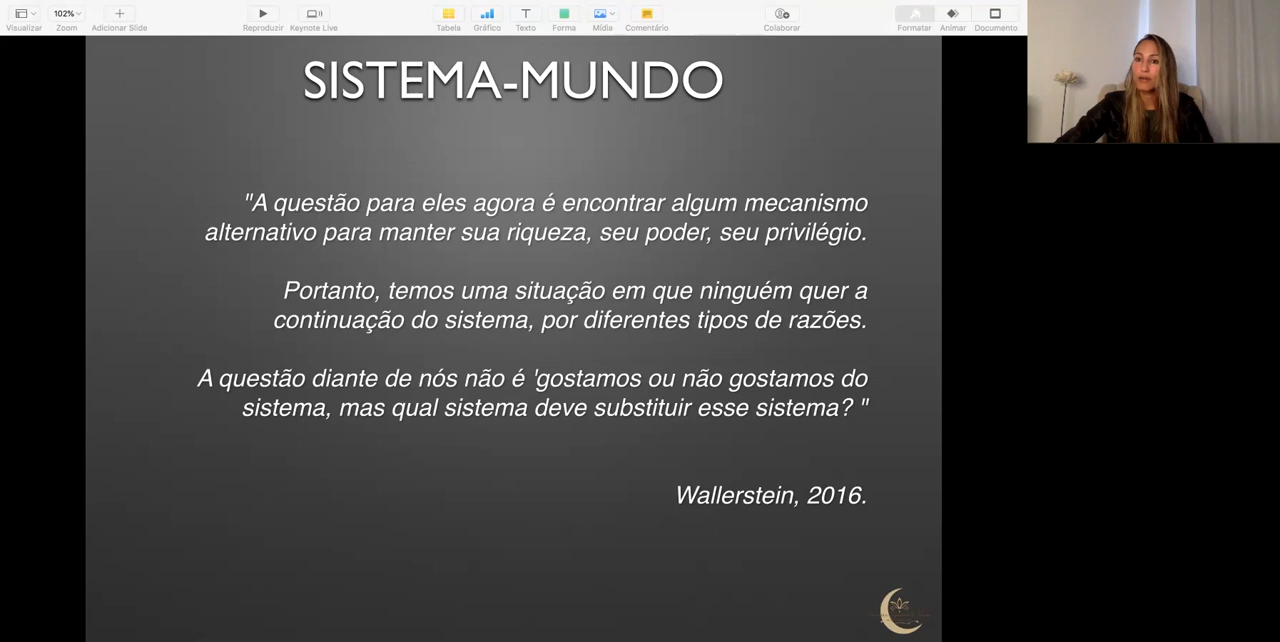 102%
Visualizar Zoom Adicionar Slide Reproduzir Keynote Live Tabela Gráfico Texto Forma Mídia Comentário Colaborar Formatar Animar Documento
SISTEMA-MUNDO
"A questão para eles agora é encontrar algum mecanismo
alternativo para manter sua riqueza, seu poder, seu privilégio.
Portanto, temos uma situação em que ninguém quer a
continuação do sistema, por diferentes tipos de razões.
A questão diante de nós não é 'gostamos ou não gostamos do
sistema, mas qual sistema deve substituir esse sistema? "
Wallerstein, 2016.